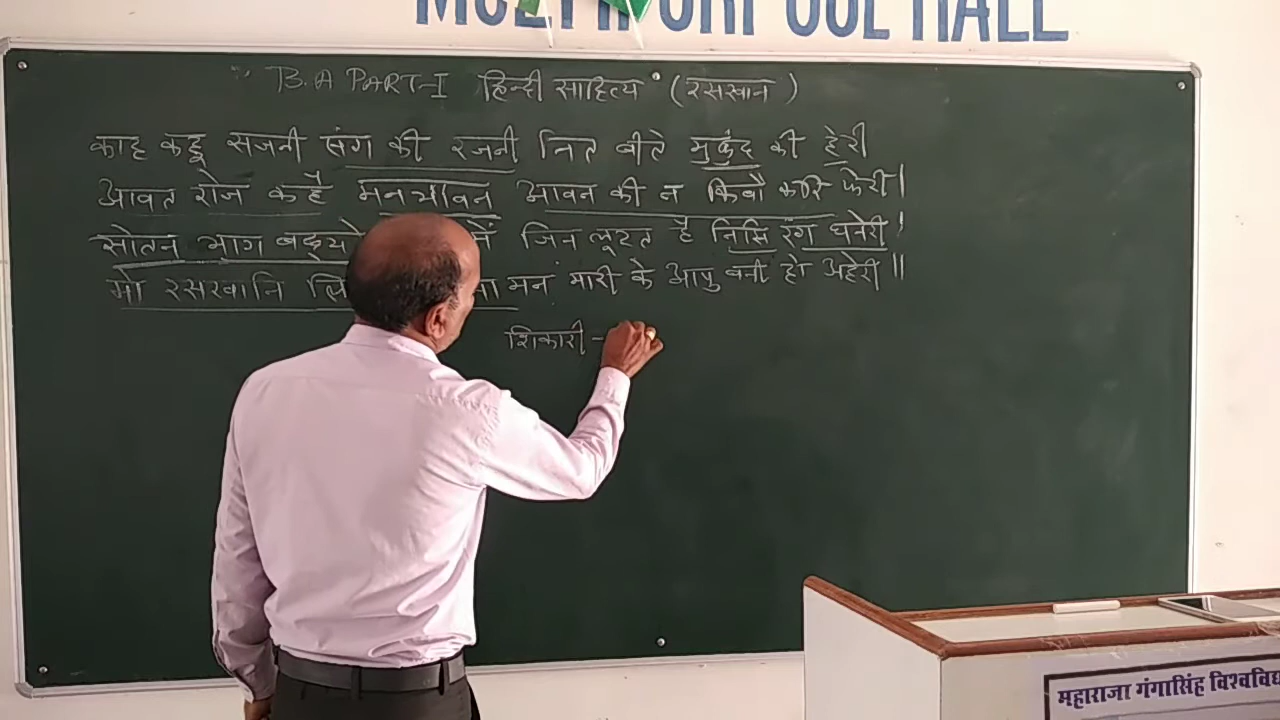 MULTIPURPOSE HALL
B.A PART-I हिन्दी साहित्य (रसखान)
काह कहू सजनी संग की रजनी नित बीते मुकुंद की हेरी
आवत रोज कहैं मनभावन आवन की न किबौ करि फेरी।
सोतन भाग बढ्यो में जिन लूटत है निसि रंग घनेरी।
मो रसखानि लि मन मारी के आपु बनी हो अहेरी॥
शिकारी -
महाराजा गंगासिंह विश्वविद्य